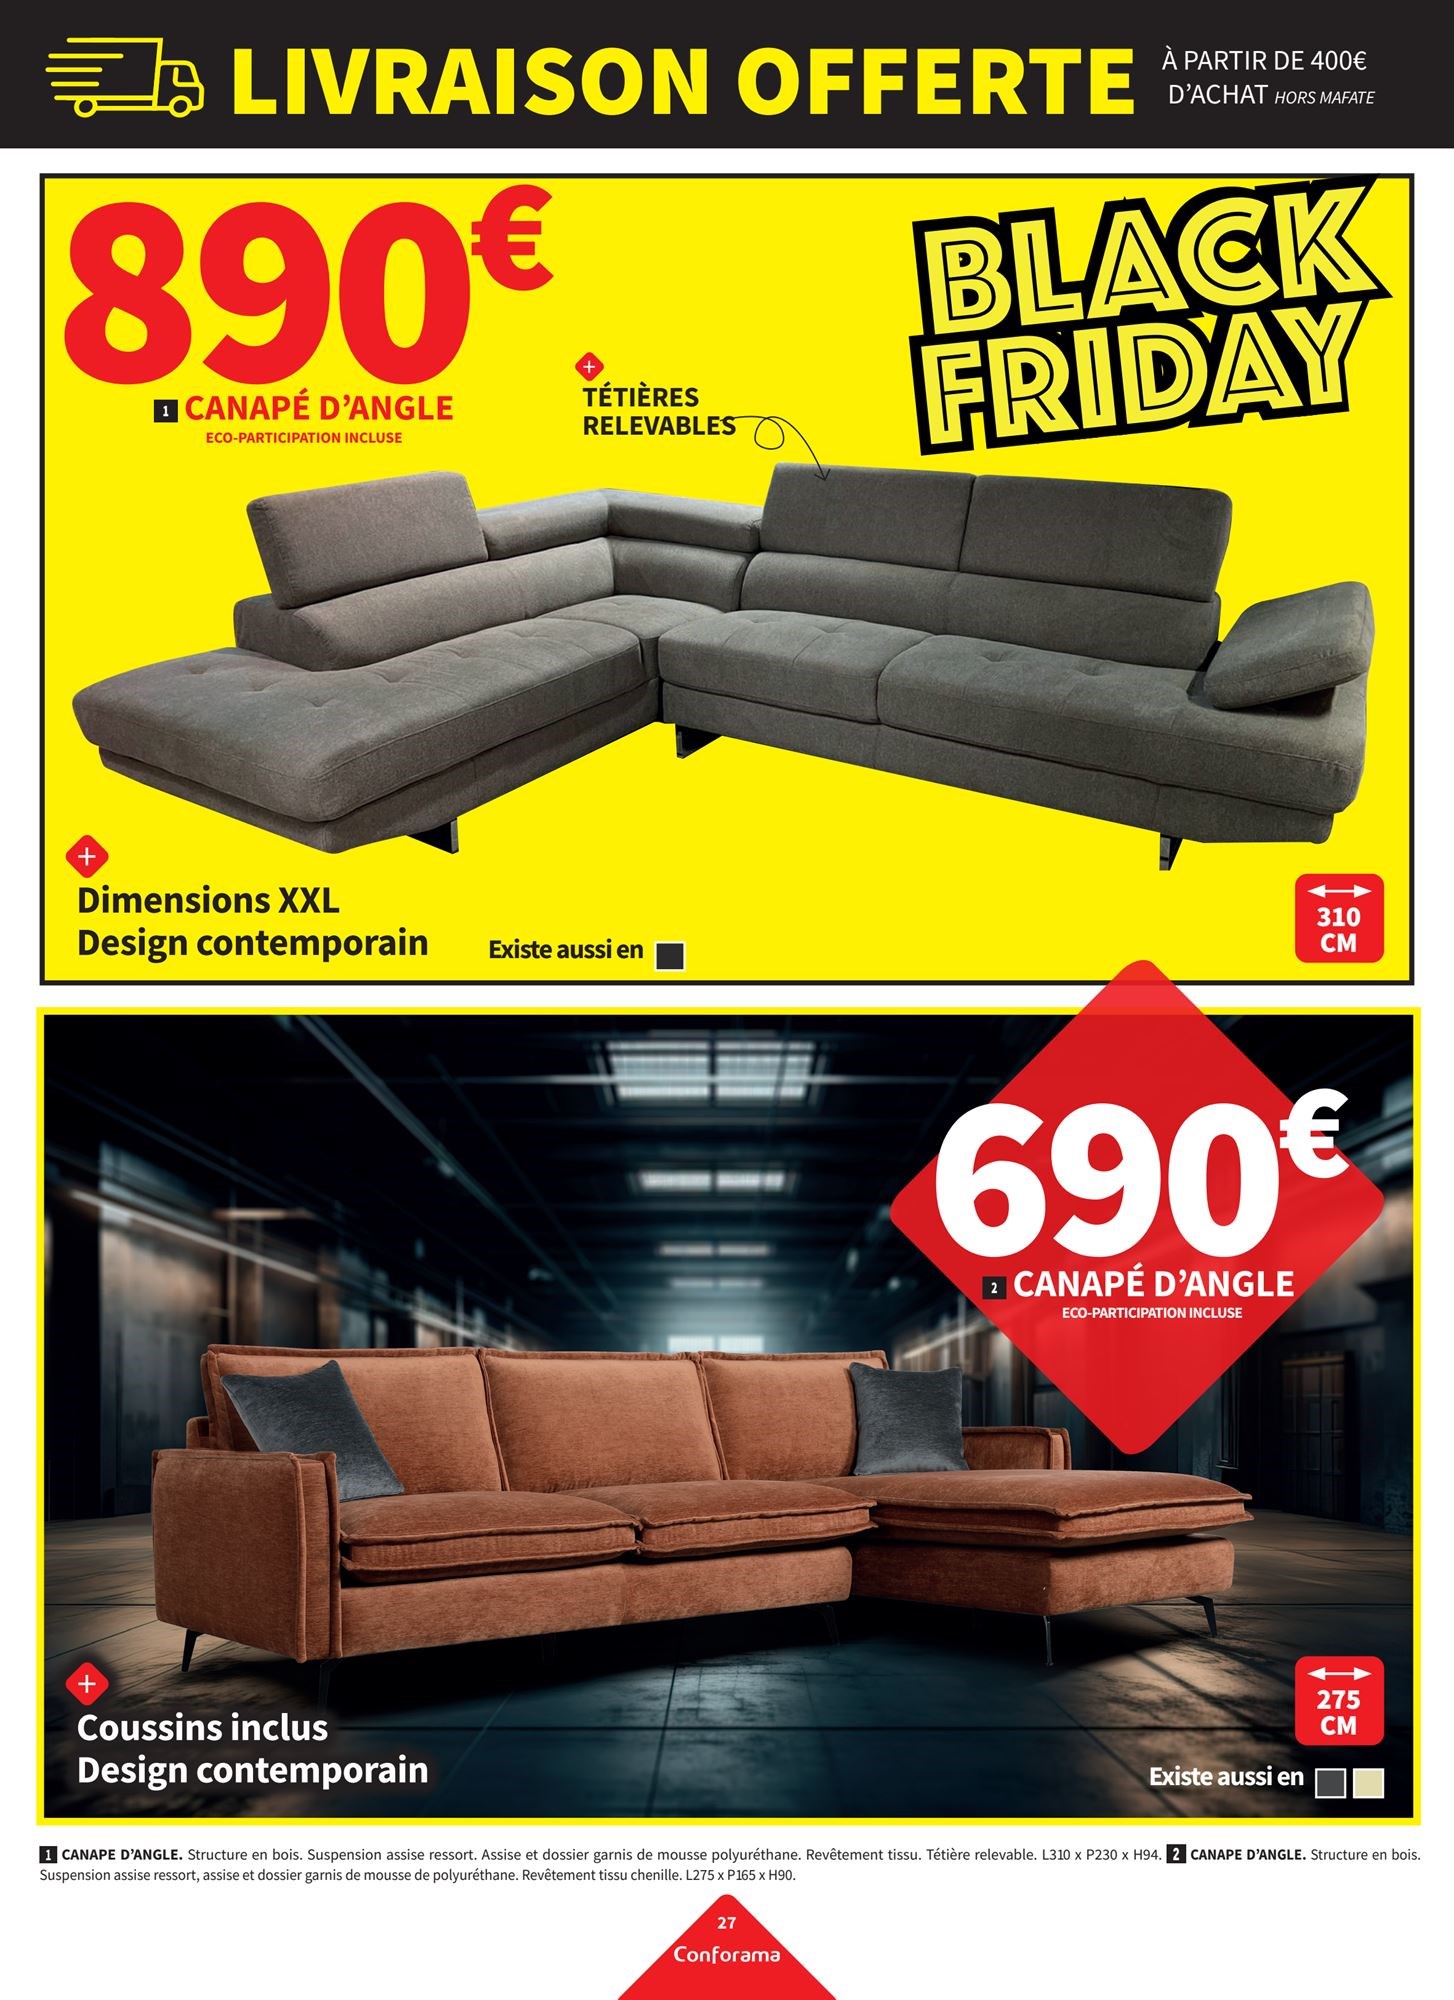 LIVRAISON OFFERTE
À PARTIR DE 400€
D'ACHAT HORS MAFATE
890€
1 CANAPÉ D'ANGLE
ECO-PARTICIPATION INCLUSE
BLACK
FRIDAY
+
TÉTIÈRES
RELEVABLES
+
Dimensions XXL
Design contemporain
Existe aussi en
310
CM
690€
2 CANAPÉ D'ANGLE
ECO-PARTICIPATION INCLUSE
+
Coussins inclus
Design contemporain
275
CM
Existe aussi en
1 CANAPE D'ANGLE. Structure en bois. Suspension assise ressort. Assise et dossier garnis de mousse polyuréthane. Revêtement tissu. Tétière relevable. L310 x P230 x H94. 2 CANAPE D'ANGLE. Structure en bois.
Suspension assise ressort, assise et dossier garnis de mousse de polyuréthane. Revêtement tissu chenille. L275 x P165 x H90.
27
Conforama